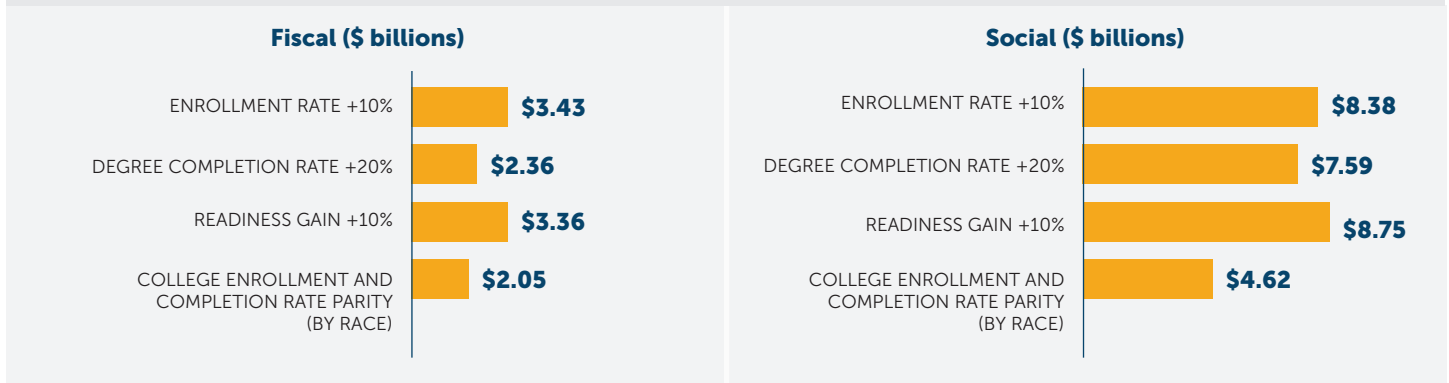 Fiscal ($ billions)
ENROLLMENT RATE +10%
$3.43
DEGREE COMPLETION RATE +20%
$2.36
READINESS GAIN +10%
$3.36
COLLEGE ENROLLMENT AND
COMPLETION RATE PARITY
(BY RACE)
$2.05
Social ($ billions)
ENROLLMENT RATE +10%
$8.38
DEGREE COMPLETION RATE +20%
$7.59
READINESS GAIN +10%
$8.75
COLLEGE ENROLLMENT AND
COMPLETION RATE PARITY
(BY RACE)
$4.62